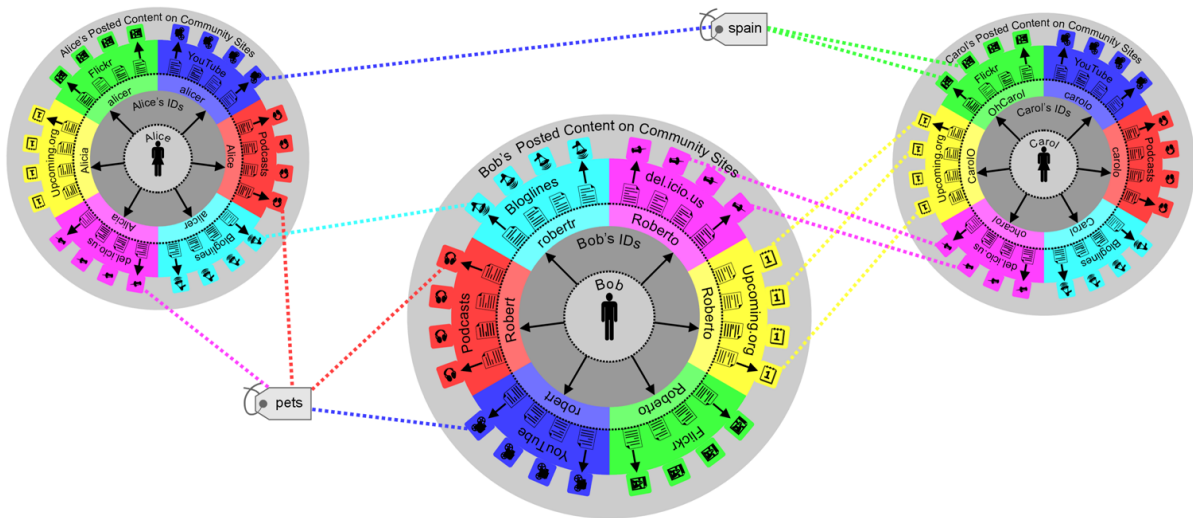 Alice's Posted Content on Community Sites
Flickr
YouTube
Podcasts
Bloglines
del.icio.us
Upcoming.org
alicer
alicer
Alice
alicer
Alicia
Alicia
Alice's IDs
Alice
spain
Carol's Posted Content on Community Sites
Flickr
YouTube
Podcasts
Bloglines
del.icio.us
Upcoming.org
ohCarol
carolo
carolo
Carol
ohcarol
CarolO
Carol's IDs
Carol
Bob's Posted Content on Community Sites
Bloglines
del.icio.us
Upcoming.org
Flickr
YouTube
Podcasts
robertr
Roberto
Roberto
Roberto
robert
Robert
Bob's IDs
Bob
pets